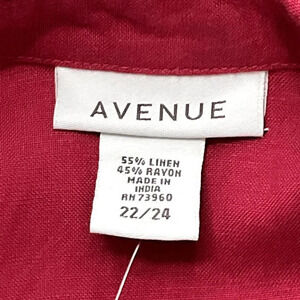 AVENUE
55% LINEN
45% RAYON
MADE IN
INDIA
RN 73960
22/24